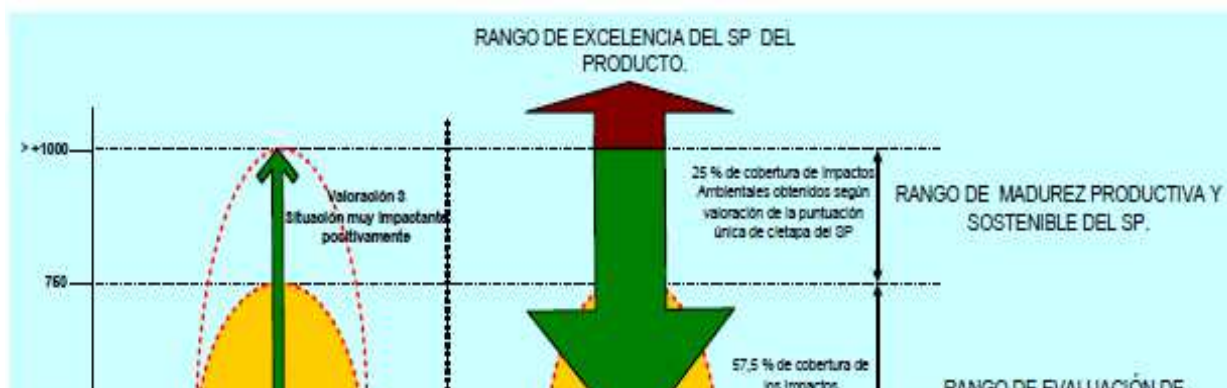 RANGO DE EXCELENCIA DEL SP DEL
PRODUCTO.
> +1000
Valoración 3
Situación muy impactante
positivamente
25 % de cobertura de Impactos
Ambientales obtenidos según
valoración de la puntuación
única de c/etapa del SP
RANGO DE MADUREZ PRODUCTIVA Y
SOSTENIBLE DEL SP.
750
57,5 % de cobertura de
los Impactos
RANGO DE EVALUACIÓN DE